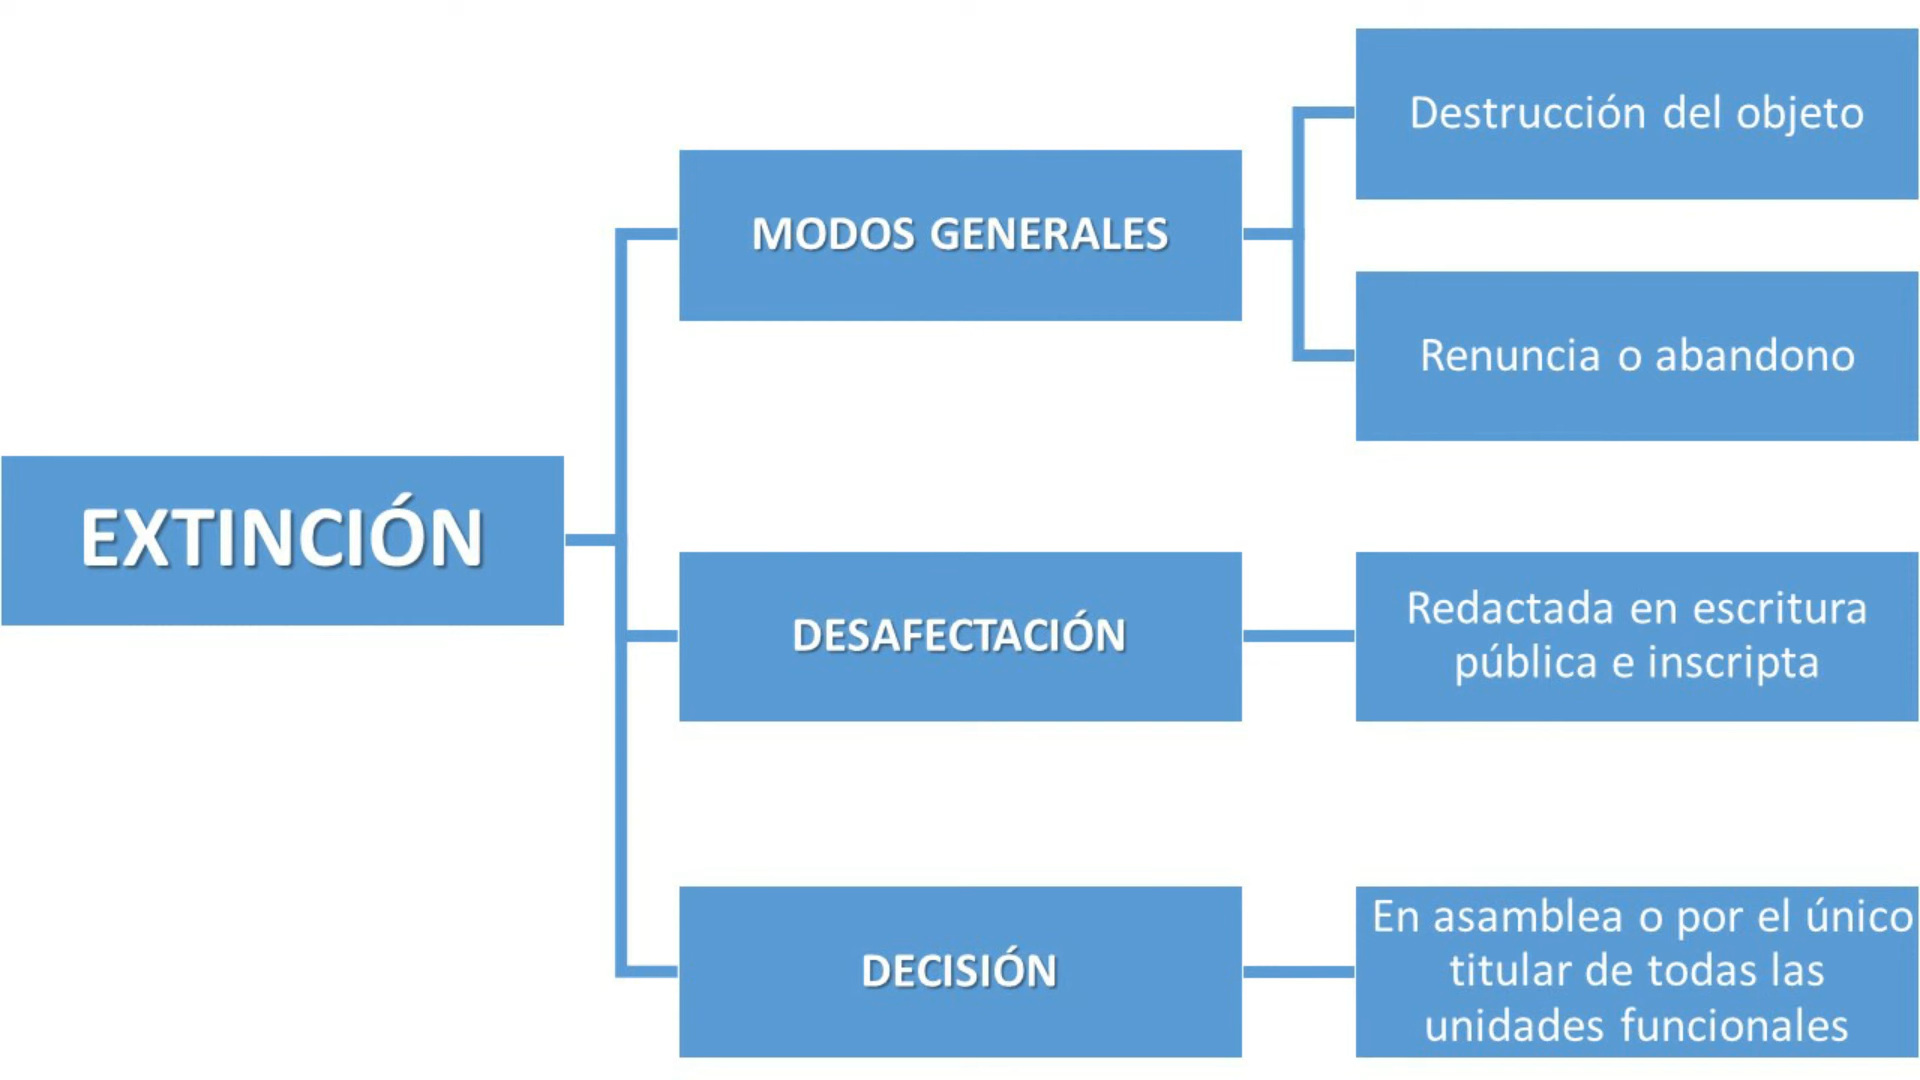 EXTINCIÓN
MODOS GENERALES
Destrucción del objeto
Renuncia o abandono
DESAFECTACIÓN
Redactada en escritura
pública e inscripta
DECISIÓN
En asamblea o por el único
titular de todas las
unidades funcionales